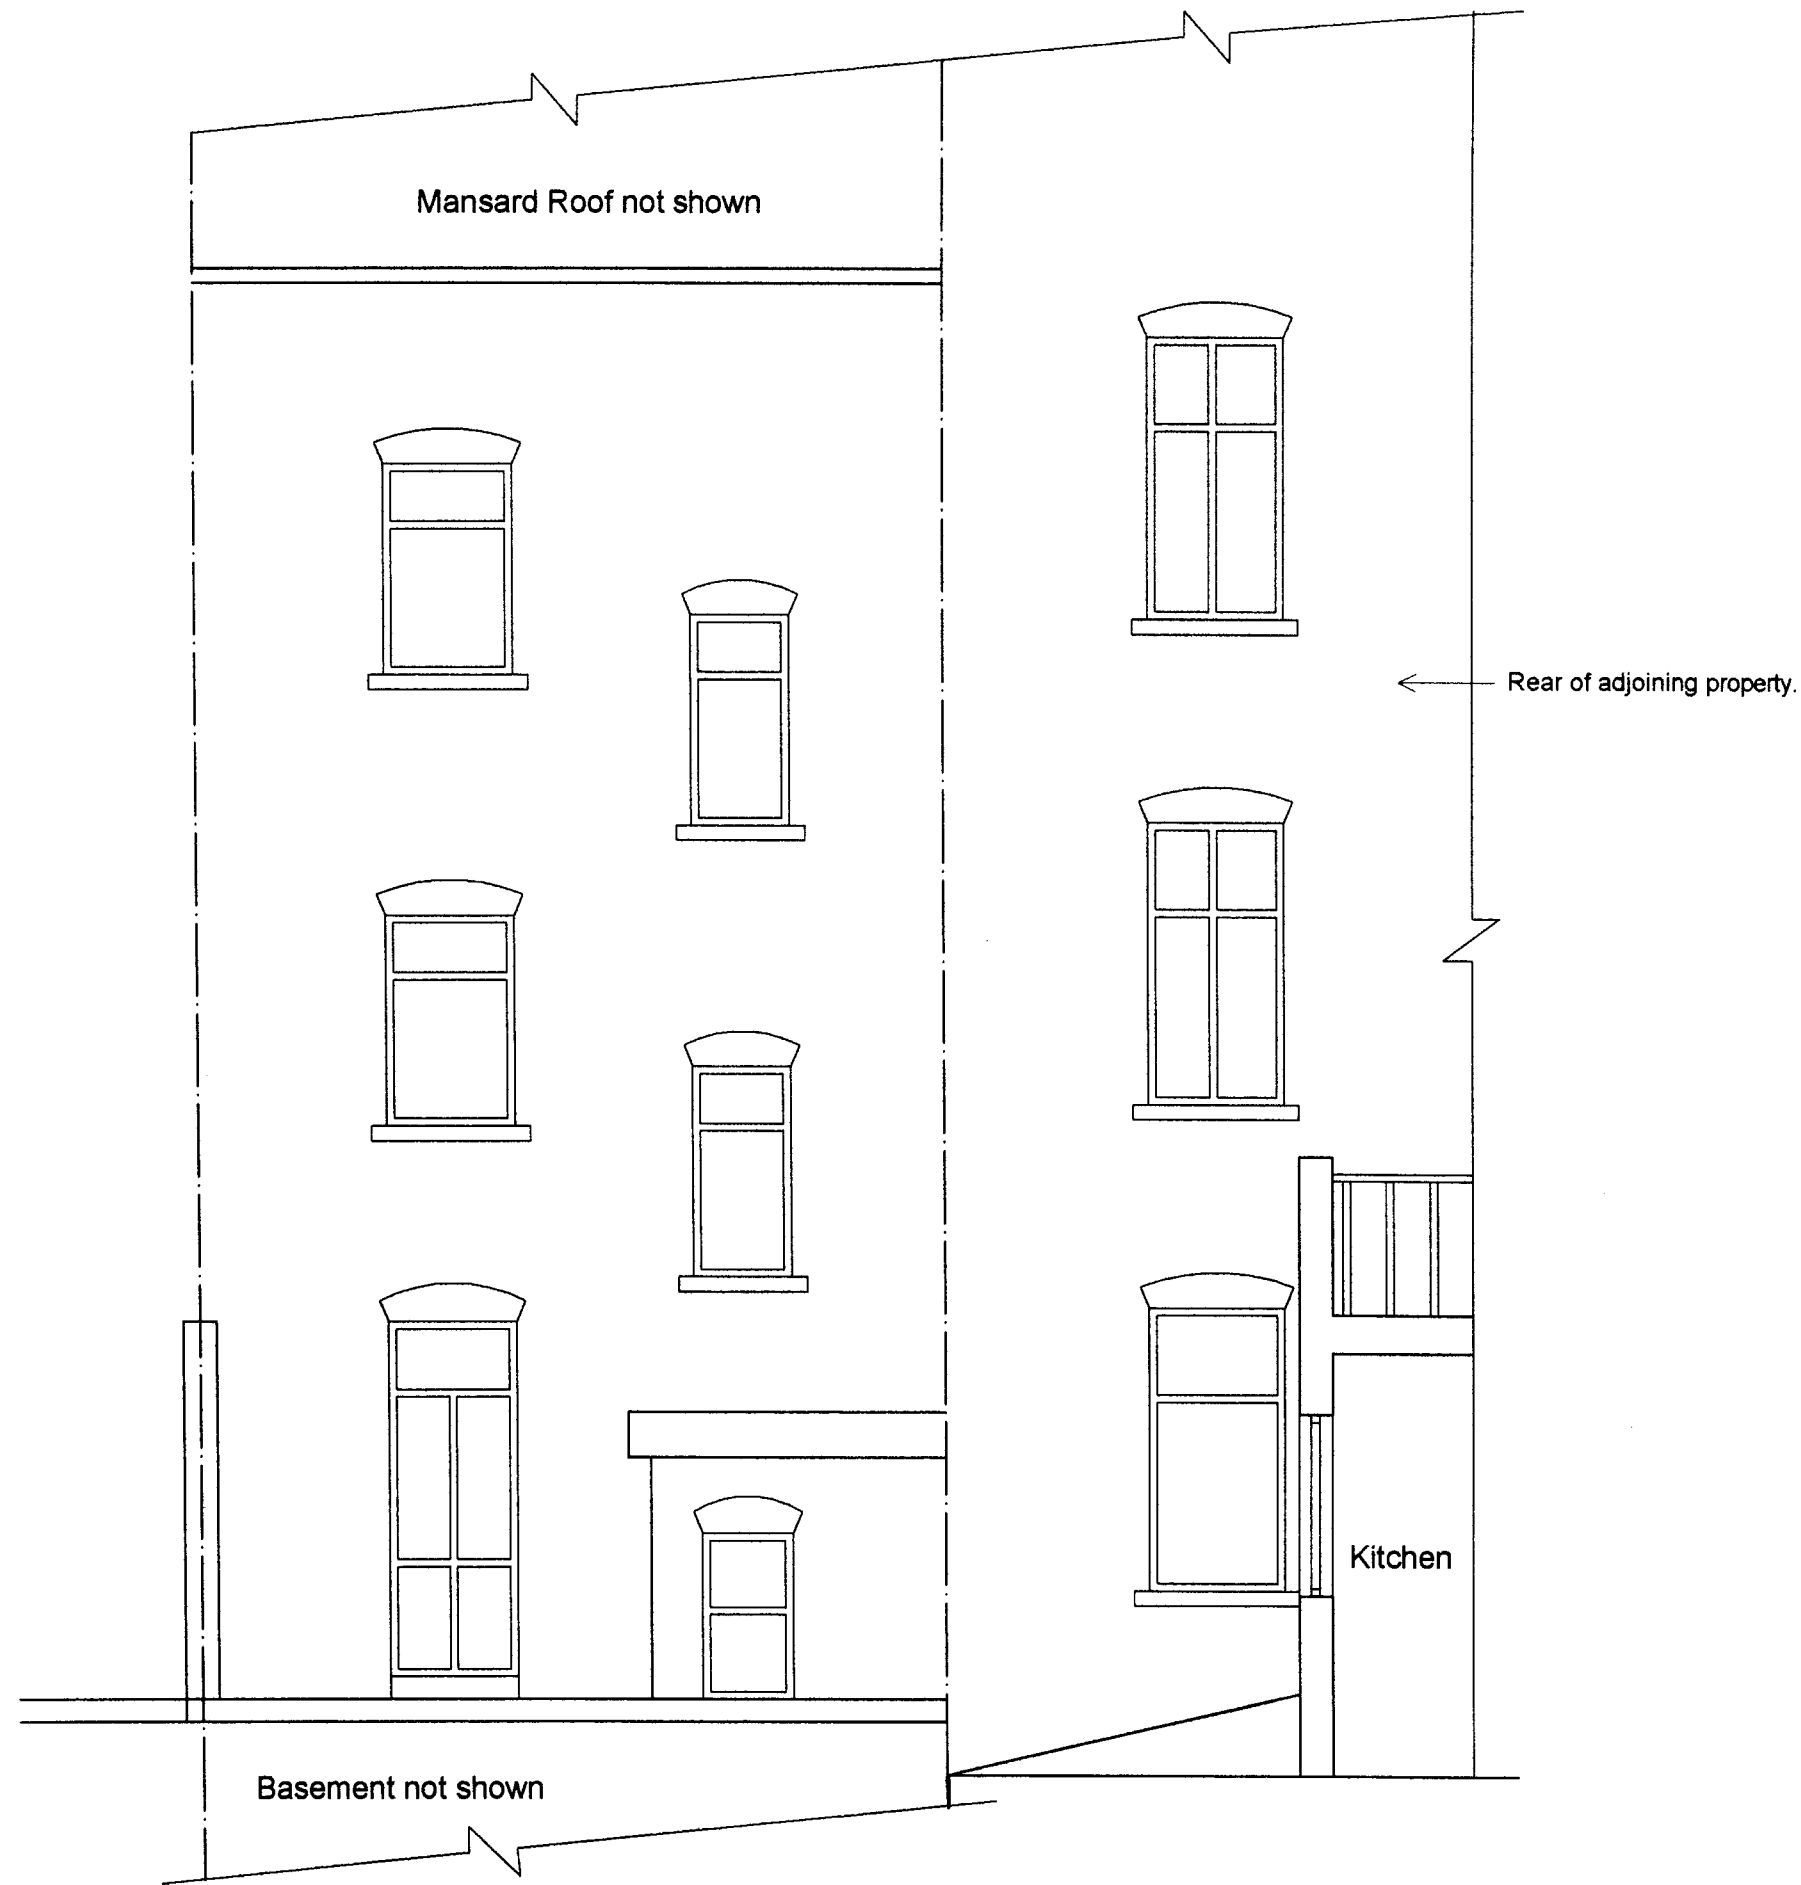 Mansard Roof not shown
Rear of adjoining property.
Kitchen
Basement not shown